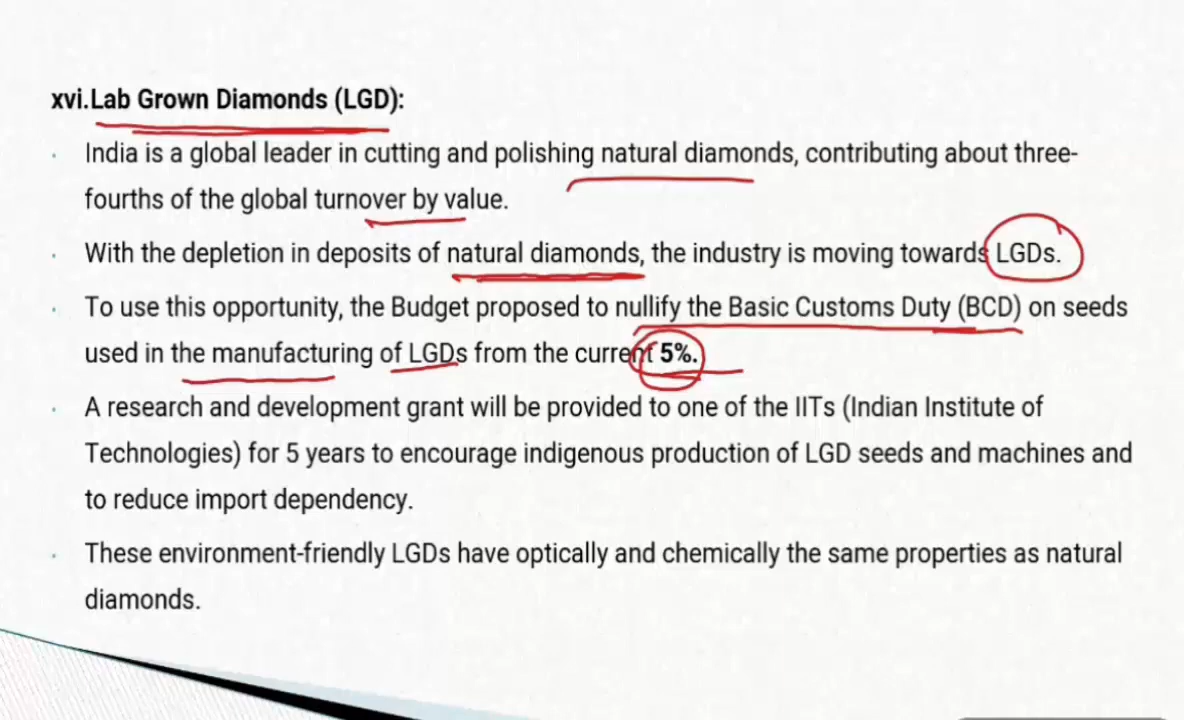 xvi.Lab Grown Diamonds (LGD):
· India is a global leader in cutting and polishing natural diamonds, contributing about three-
fourths of the global turnover by value.
· With the depletion in deposits of natural diamonds, the industry is moving towards LGDs.
· To use this opportunity, the Budget proposed to nullify the Basic Customs Duty (BCD) on seeds
used in the manufacturing of LGDs from the current 5%.
· A research and development grant will be provided to one of the IITs (Indian Institute of
Technologies) for 5 years to encourage indigenous production of LGD seeds and machines and
to reduce import dependency.
· These environment-friendly LGDs have optically and chemically the same properties as natural
diamonds.